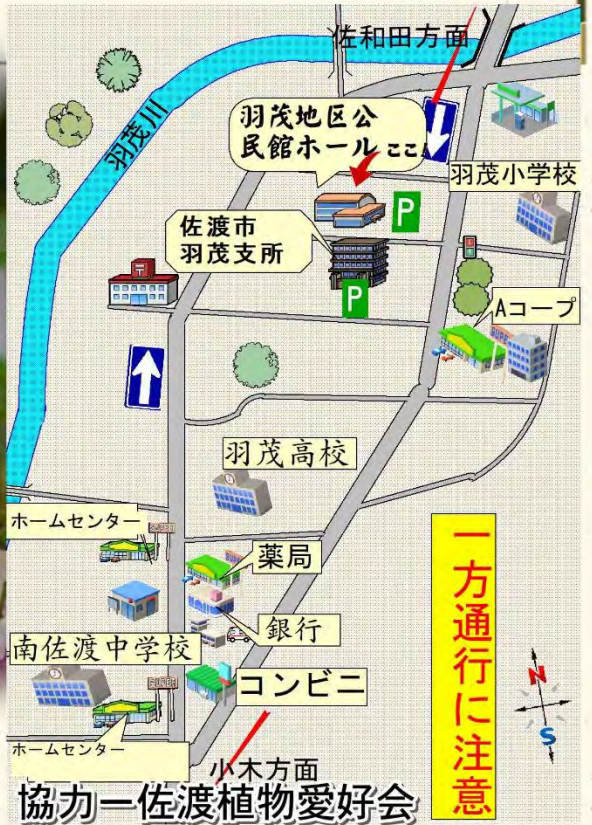 佐和田方面
羽茂川
羽茂地区公
民館ホール ここ
羽茂小学校
P
佐渡市
羽茂支所
〒
P
Aコープ
羽茂高校
ホームセンター
薬局
銀行
南佐渡中学校
コンビニ
ホームセンター
一方通行に注意
N
S
小木方面
協力ー佐渡植物愛好会